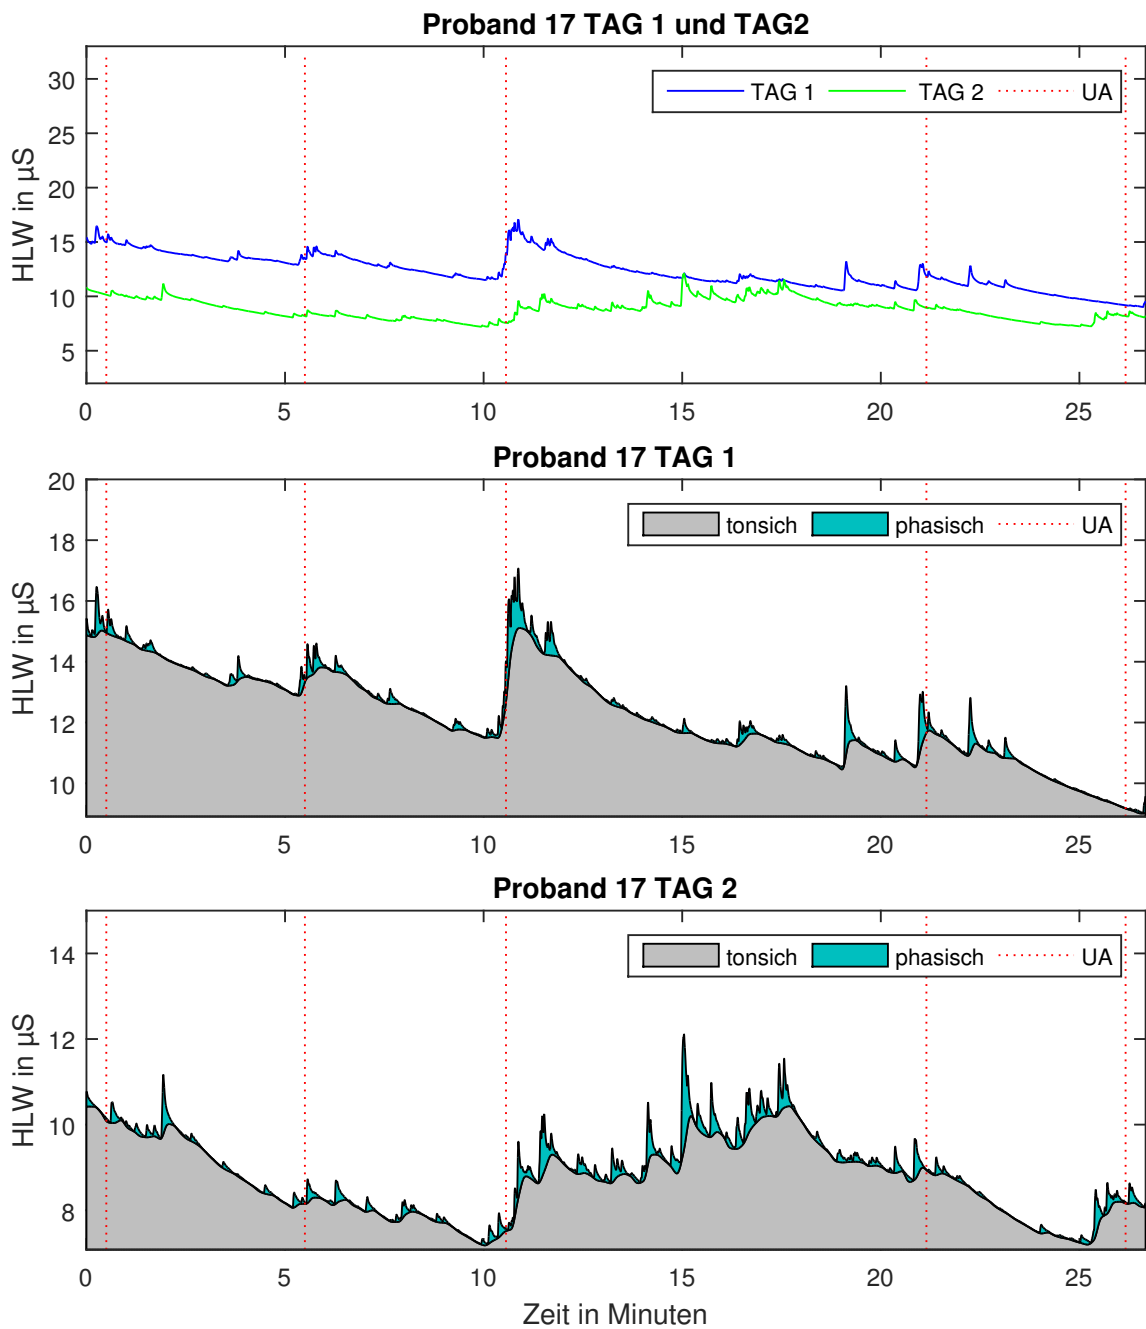 Proband 17 TAG 1 und TAG2
HLW in µS
30
25
20
15
10
5
TAG 1 TAG 2 UA
0 5 10 15 20 25
Proband 17 TAG 1
HLW in µS
20
18
16
14
12
10
tonsich phasisch UA
0 5 10 15 20 25
Proband 17 TAG 2
HLW in µS
14
12
10
8
tonsich phasisch UA
0 5 10 15 20 25
Zeit in Minuten